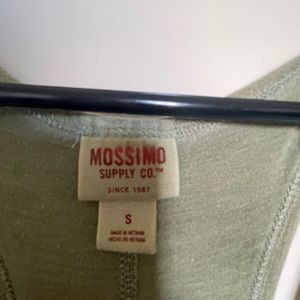 MOSSIMO
SUPPLY CO.™
SINCE 1987
S
MADE IN VIETNAM
HECHO EN VIETNAM